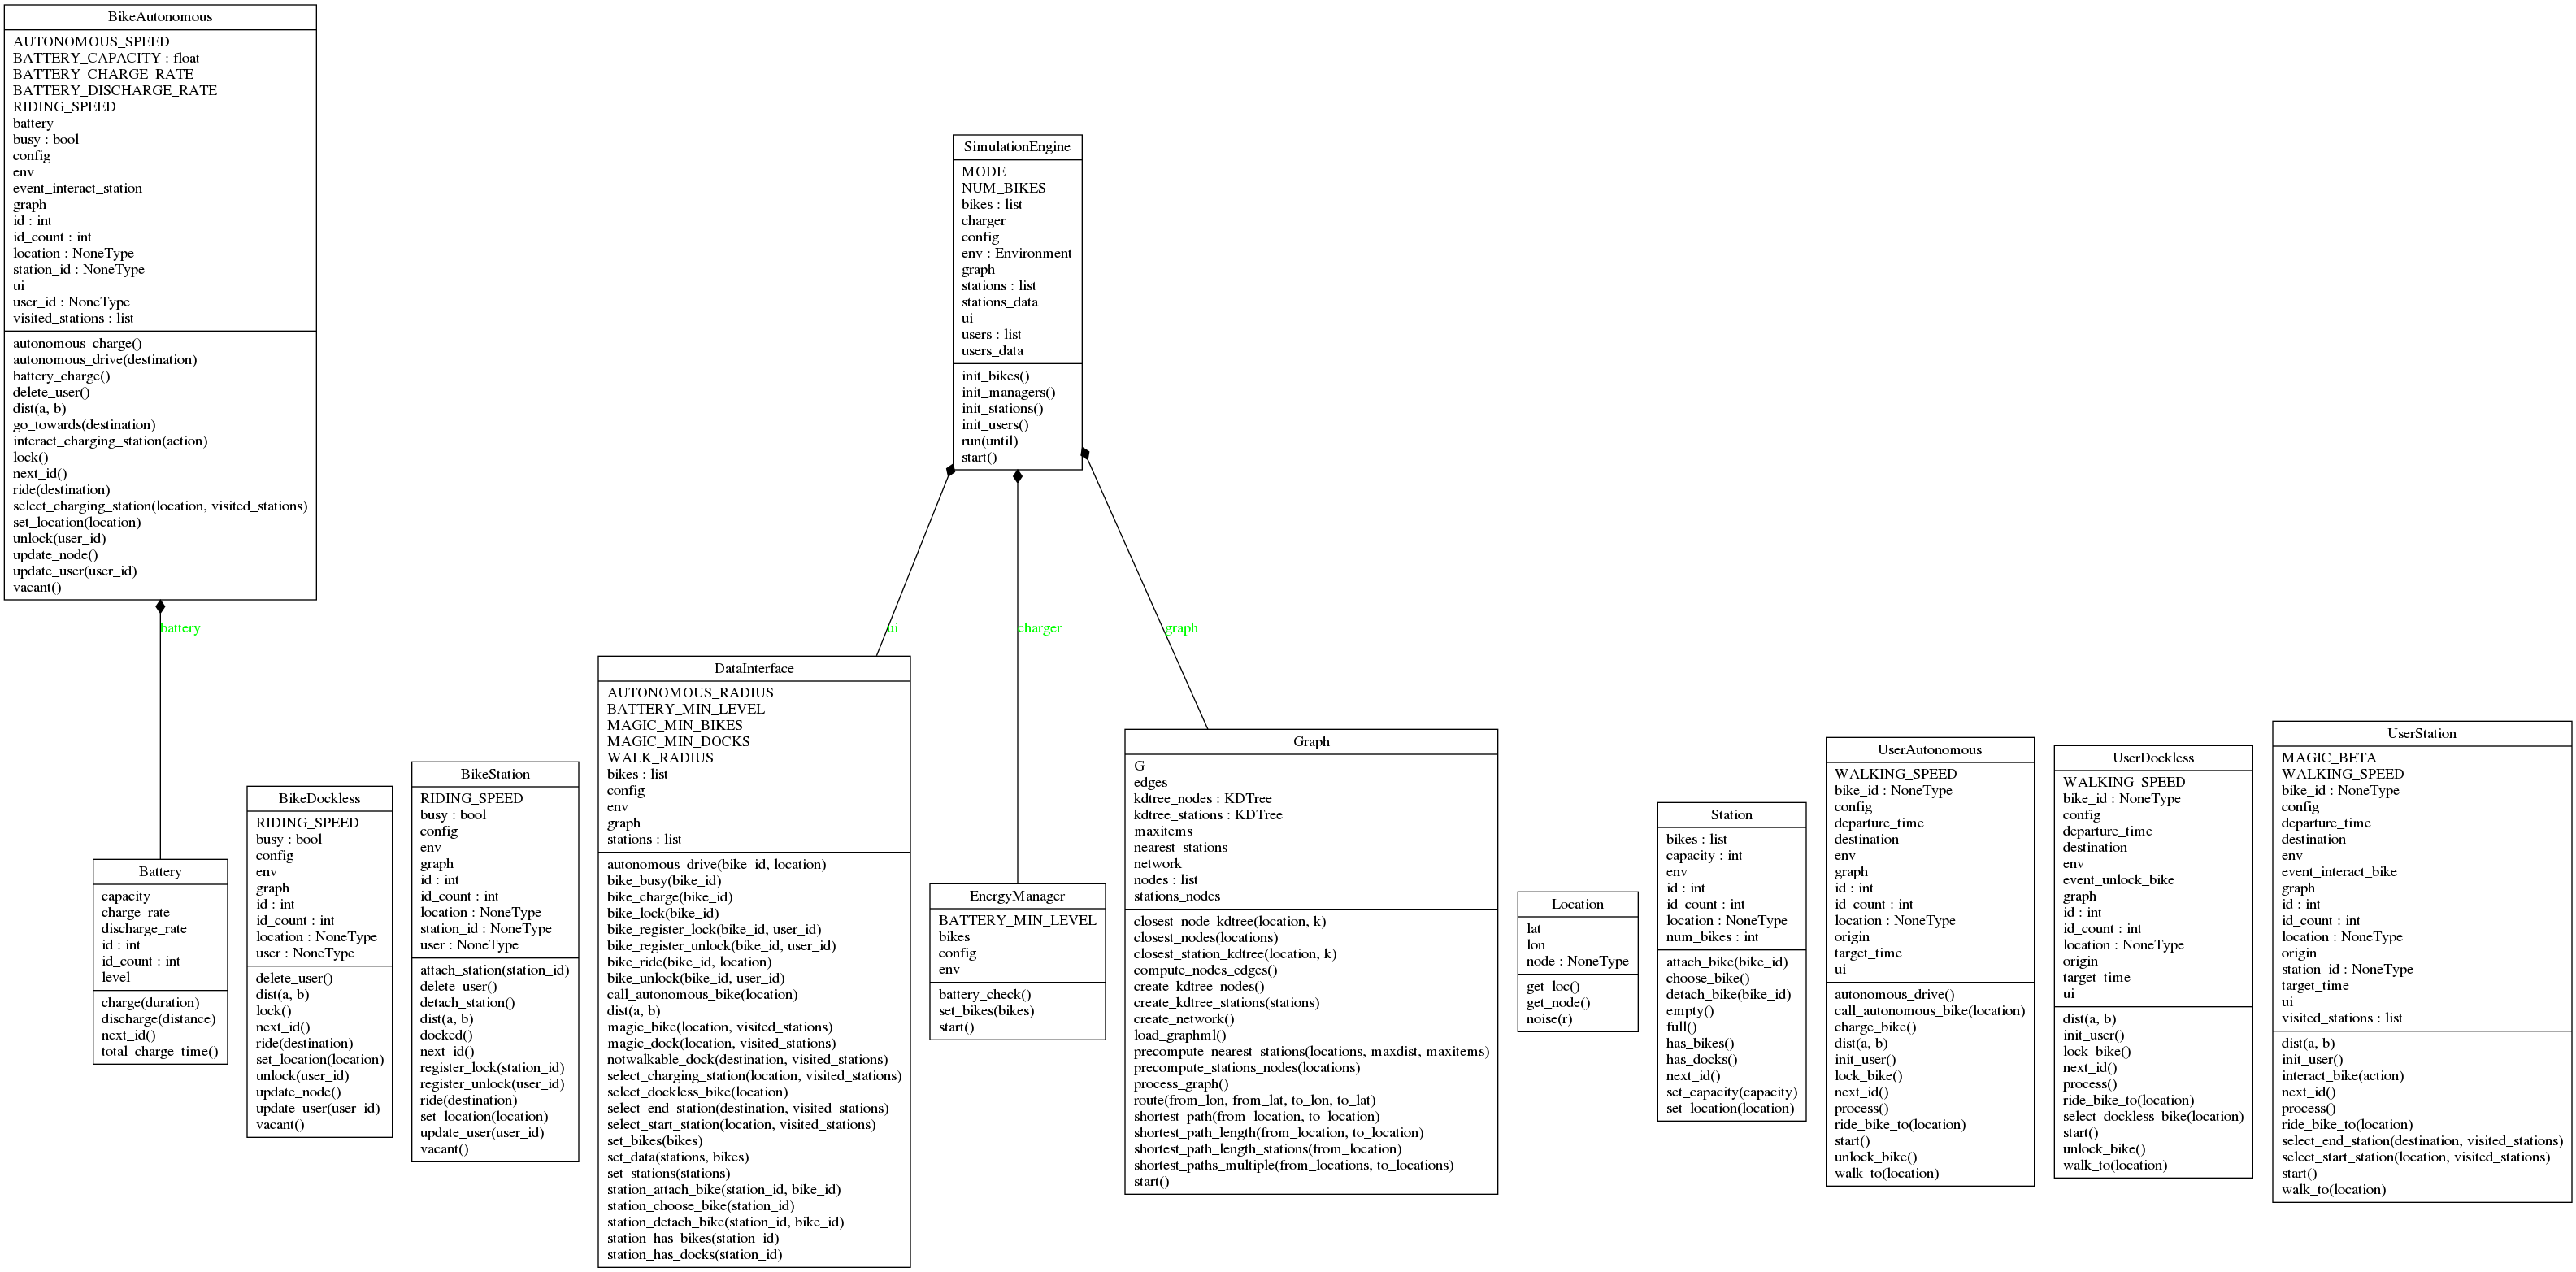 BikeAutonomous
AUTONOMOUS_SPEED
BATTERY_CAPACITY : float
BATTERY_CHARGE_RATE
BATTERY_DISCHARGE_RATE
RIDING_SPEED
battery
busy : bool
config
env
event_interact_station
graph
id : int
id_count : int
location : NoneType
station_id : NoneType
ui
user_id : NoneType
visited_stations : list
autonomous_charge()
autonomous_drive(destination)
battery_charge()
delete_user()
dist(a, b)
go_towards(destination)
interact_charging_station(action)
lock()
next_id()
ride(destination)
select_charging_station(location, visited_stations)
set_location(location)
unlock(user_id)
update_node()
update_user(user_id)
vacant()
SimulationEngine
MODE
NUM_BIKES
bikes : list
charger
config
env : Environment
graph
stations : list
stations_data
ui
users : list
users_data
init_bikes()
init_managers()
init_stations()
init_users()
run(until)
start()
battery
ui
charger
graph
Battery
capacity
charge_rate
discharge_rate
id : int
id_count : int
level
charge(duration)
discharge(distance)
next_id()
total_charge_time()
BikeDockless
RIDING_SPEED
busy : bool
config
env
graph
id : int
id_count : int
location : NoneType
user : NoneType
delete_user()
dist(a, b)
lock()
next_id()
ride(destination)
set_location(location)
unlock(user_id)
update_node()
update_user(user_id)
vacant()
BikeStation
RIDING_SPEED
busy : bool
config
env
graph
id : int
id_count : int
location : NoneType
station_id : NoneType
user : NoneType
attach_station(station_id)
delete_user()
detach_station()
dist(a, b)
docked()
next_id()
register_lock(station_id)
register_unlock(user_id)
ride(destination)
set_location(location)
update_user(user_id)
vacant()
DataInterface
AUTONOMOUS_RADIUS
BATTERY_MIN_LEVEL
MAGIC_MIN_BIKES
MAGIC_MIN_DOCKS
WALK_RADIUS
bikes : list
config
env
graph
stations : list
autonomous_drive(bike_id, location)
bike_busy(bike_id)
bike_charge(bike_id)
bike_lock(bike_id)
bike_register_lock(bike_id, user_id)
bike_register_unlock(bike_id, user_id)
bike_ride(bike_id, location)
bike_unlock(bike_id, user_id)
call_autonomous_bike(location)
dist(a, b)
magic_bike(location, visited_stations)
magic_dock(location, visited_stations)
notwalkable_dock(destination, visited_stations)
select_charging_station(location, visited_stations)
select_dockless_bike(location)
select_end_station(destination, visited_stations)
select_start_station(location, visited_stations)
set_bikes(bikes)
set_data(stations, bikes)
set_stations(stations)
station_attach_bike(station_id, bike_id)
station_choose_bike(station_id)
station_detach_bike(station_id, bike_id)
station_has_bikes(station_id)
station_has_docks(station_id)
EnergyManager
BATTERY_MIN_LEVEL
bikes
config
env
battery_check()
set_bikes(bikes)
start()
Graph
G
edges
kdtree_nodes : KDTree
kdtree_stations : KDTree
maxitems
nearest_stations
network
nodes : list
stations_nodes
closest_node_kdtree(location, k)
closest_nodes(locations)
closest_station_kdtree(location, k)
compute_nodes_edges()
create_kdtree_nodes()
create_kdtree_stations(stations)
create_network()
load_graphml()
precompute_nearest_stations(locations, maxdist, maxitems)
precompute_stations_nodes(locations)
process_graph()
route(from_lon, from_lat, to_lon, to_lat)
shortest_path(from_location, to_location)
shortest_path_length(from_location, to_location)
shortest_path_length_stations(from_location)
shortest_paths_multiple(from_locations, to_locations)
start()
Location
lat
lon
node : NoneType
get_loc()
get_node()
noise(r)
Station
bikes : list
capacity : int
env
id : int
id_count : int
location : NoneType
num_bikes : int
attach_bike(bike_id)
choose_bike()
detach_bike(bike_id)
empty()
full()
has_bikes()
has_docks()
next_id()
set_capacity(capacity)
set_location(location)
UserAutonomous
WALKING_SPEED
bike_id : NoneType
config
departure_time
destination
env
graph
id : int
id_count : int
location : NoneType
origin
target_time
ui
autonomous_drive()
call_autonomous_bike(location)
charge_bike()
dist(a, b)
init_user()
lock_bike()
next_id()
process()
ride_bike_to(location)
start()
unlock_bike()
walk_to(location)
UserDockless
WALKING_SPEED
bike_id : NoneType
config
departure_time
destination
env
event_unlock_bike
graph
id : int
id_count : int
location : NoneType
origin
target_time
ui
dist(a, b)
init_user()
lock_bike()
next_id()
process()
ride_bike_to(location)
select_dockless_bike(location)
start()
unlock_bike()
walk_to(location)
UserStation
MAGIC_BETA
WALKING_SPEED
bike_id : NoneType
config
departure_time
destination
env
event_interact_bike
graph
id : int
id_count : int
location : NoneType
origin
station_id : NoneType
target_time
ui
visited_stations : list
dist(a, b)
init_user()
interact_bike(action)
next_id()
process()
ride_bike_to(location)
select_end_station(destination, visited_stations)
select_start_station(location, visited_stations)
start()
walk_to(location)